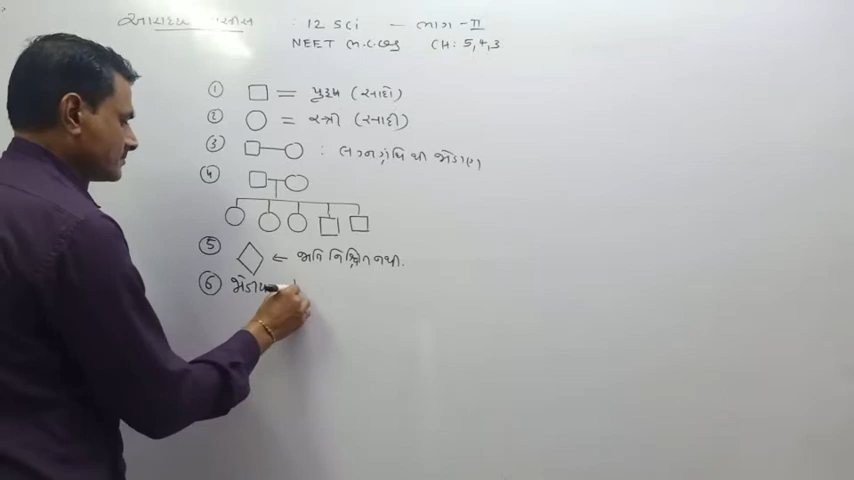 : 12 Sci — ભાગ - II
NEET M.C.Q CH: 5,4,3
① = પુરૂષ (સાદો)
② = સ્ત્રી (સાદી)
③ : લગ્નગ્રંથિથી જોડાણ
④
⑤ ← જાતિ નિશ્ચિત નથી.
⑥